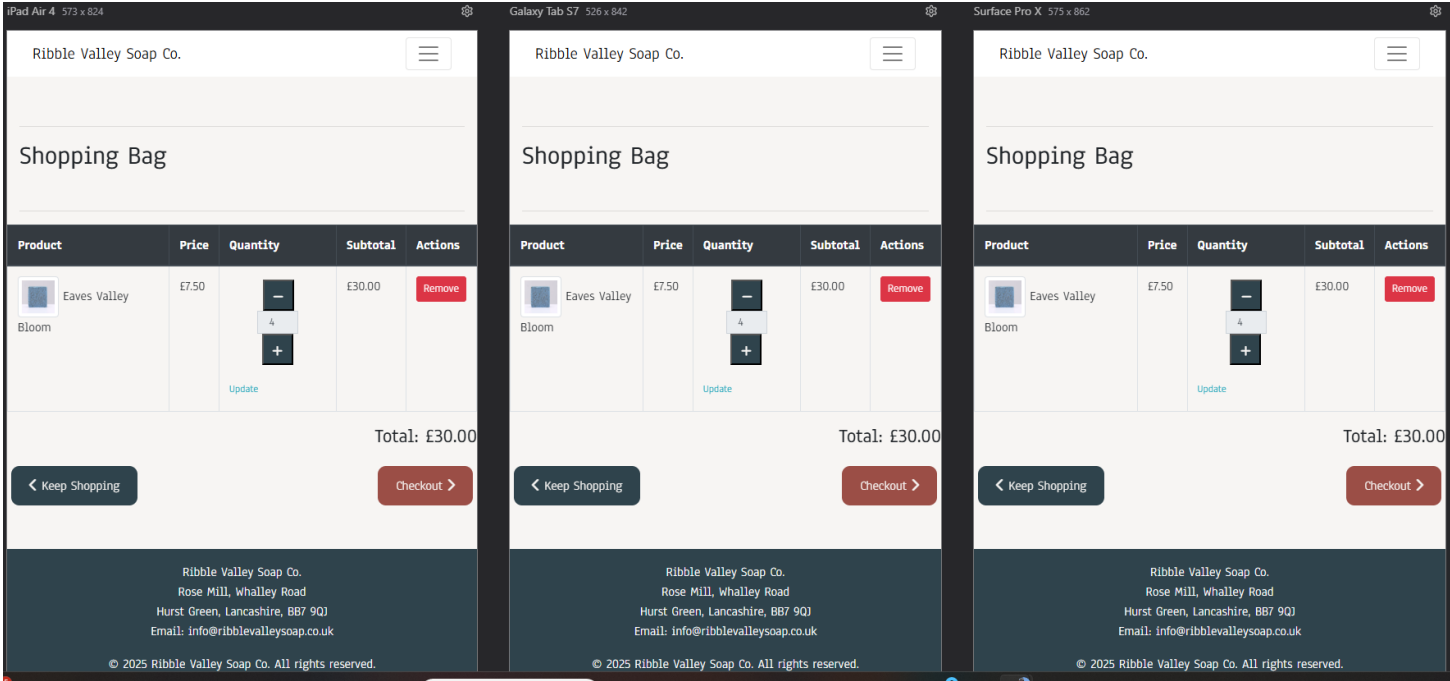 iPad Air 4 573 x 824
Ribble Valley Soap Co.
Shopping Bag
Product Price Quantity Subtotal Actions
Eaves Valley Bloom £7.50 − £30.00 Remove
4
+
Update
Total: £30.00
Keep Shopping Checkout
Ribble Valley Soap Co.
Rose Mill, Whalley Road
Hurst Green, Lancashire, BB7 9QJ
Email: info@ribblevalleysoap.co.uk
© 2025 Ribble Valley Soap Co. All rights reserved.
Galaxy Tab S7 526 x 842
Ribble Valley Soap Co.
Shopping Bag
Product Price Quantity Subtotal Actions
Eaves Valley Bloom £7.50 − £30.00 Remove
4
+
Update
Total: £30.00
Keep Shopping Checkout
Ribble Valley Soap Co.
Rose Mill, Whalley Road
Hurst Green, Lancashire, BB7 9QJ
Email: info@ribblevalleysoap.co.uk
© 2025 Ribble Valley Soap Co. All rights reserved.
Surface Pro X 575 x 862
Ribble Valley Soap Co.
Shopping Bag
Product Price Quantity Subtotal Actions
Eaves Valley Bloom £7.50 − £30.00 Remove
4
+
Update
Total: £30.00
Keep Shopping Checkout
Ribble Valley Soap Co.
Rose Mill, Whalley Road
Hurst Green, Lancashire, BB7 9QJ
Email: info@ribblevalleysoap.co.uk
© 2025 Ribble Valley Soap Co. All rights reserved.